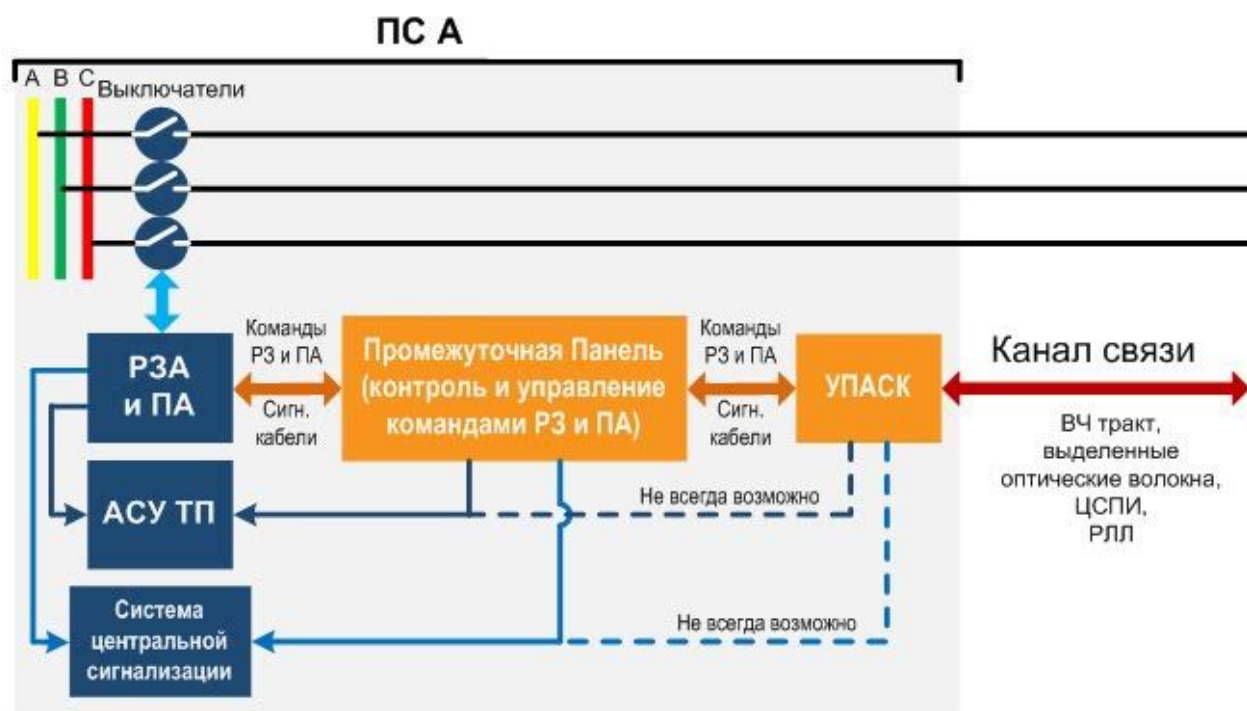 ПС А
А В С
Выключатели
РЗА
и ПА
Команды
РЗ и ПА
Сигн.
кабели
Промежуточная Панель
(контроль и управление
командами РЗ и ПА)
Команды
РЗ и ПА
Сигн.
кабели
УПАСК
Канал связи
ВЧ тракт,
выделенные
оптические волокна,
ЦСПИ,
РЛЛ
АСУ ТП
Не всегда возможно
Система
центральной
сигнализации
Не всегда возможно